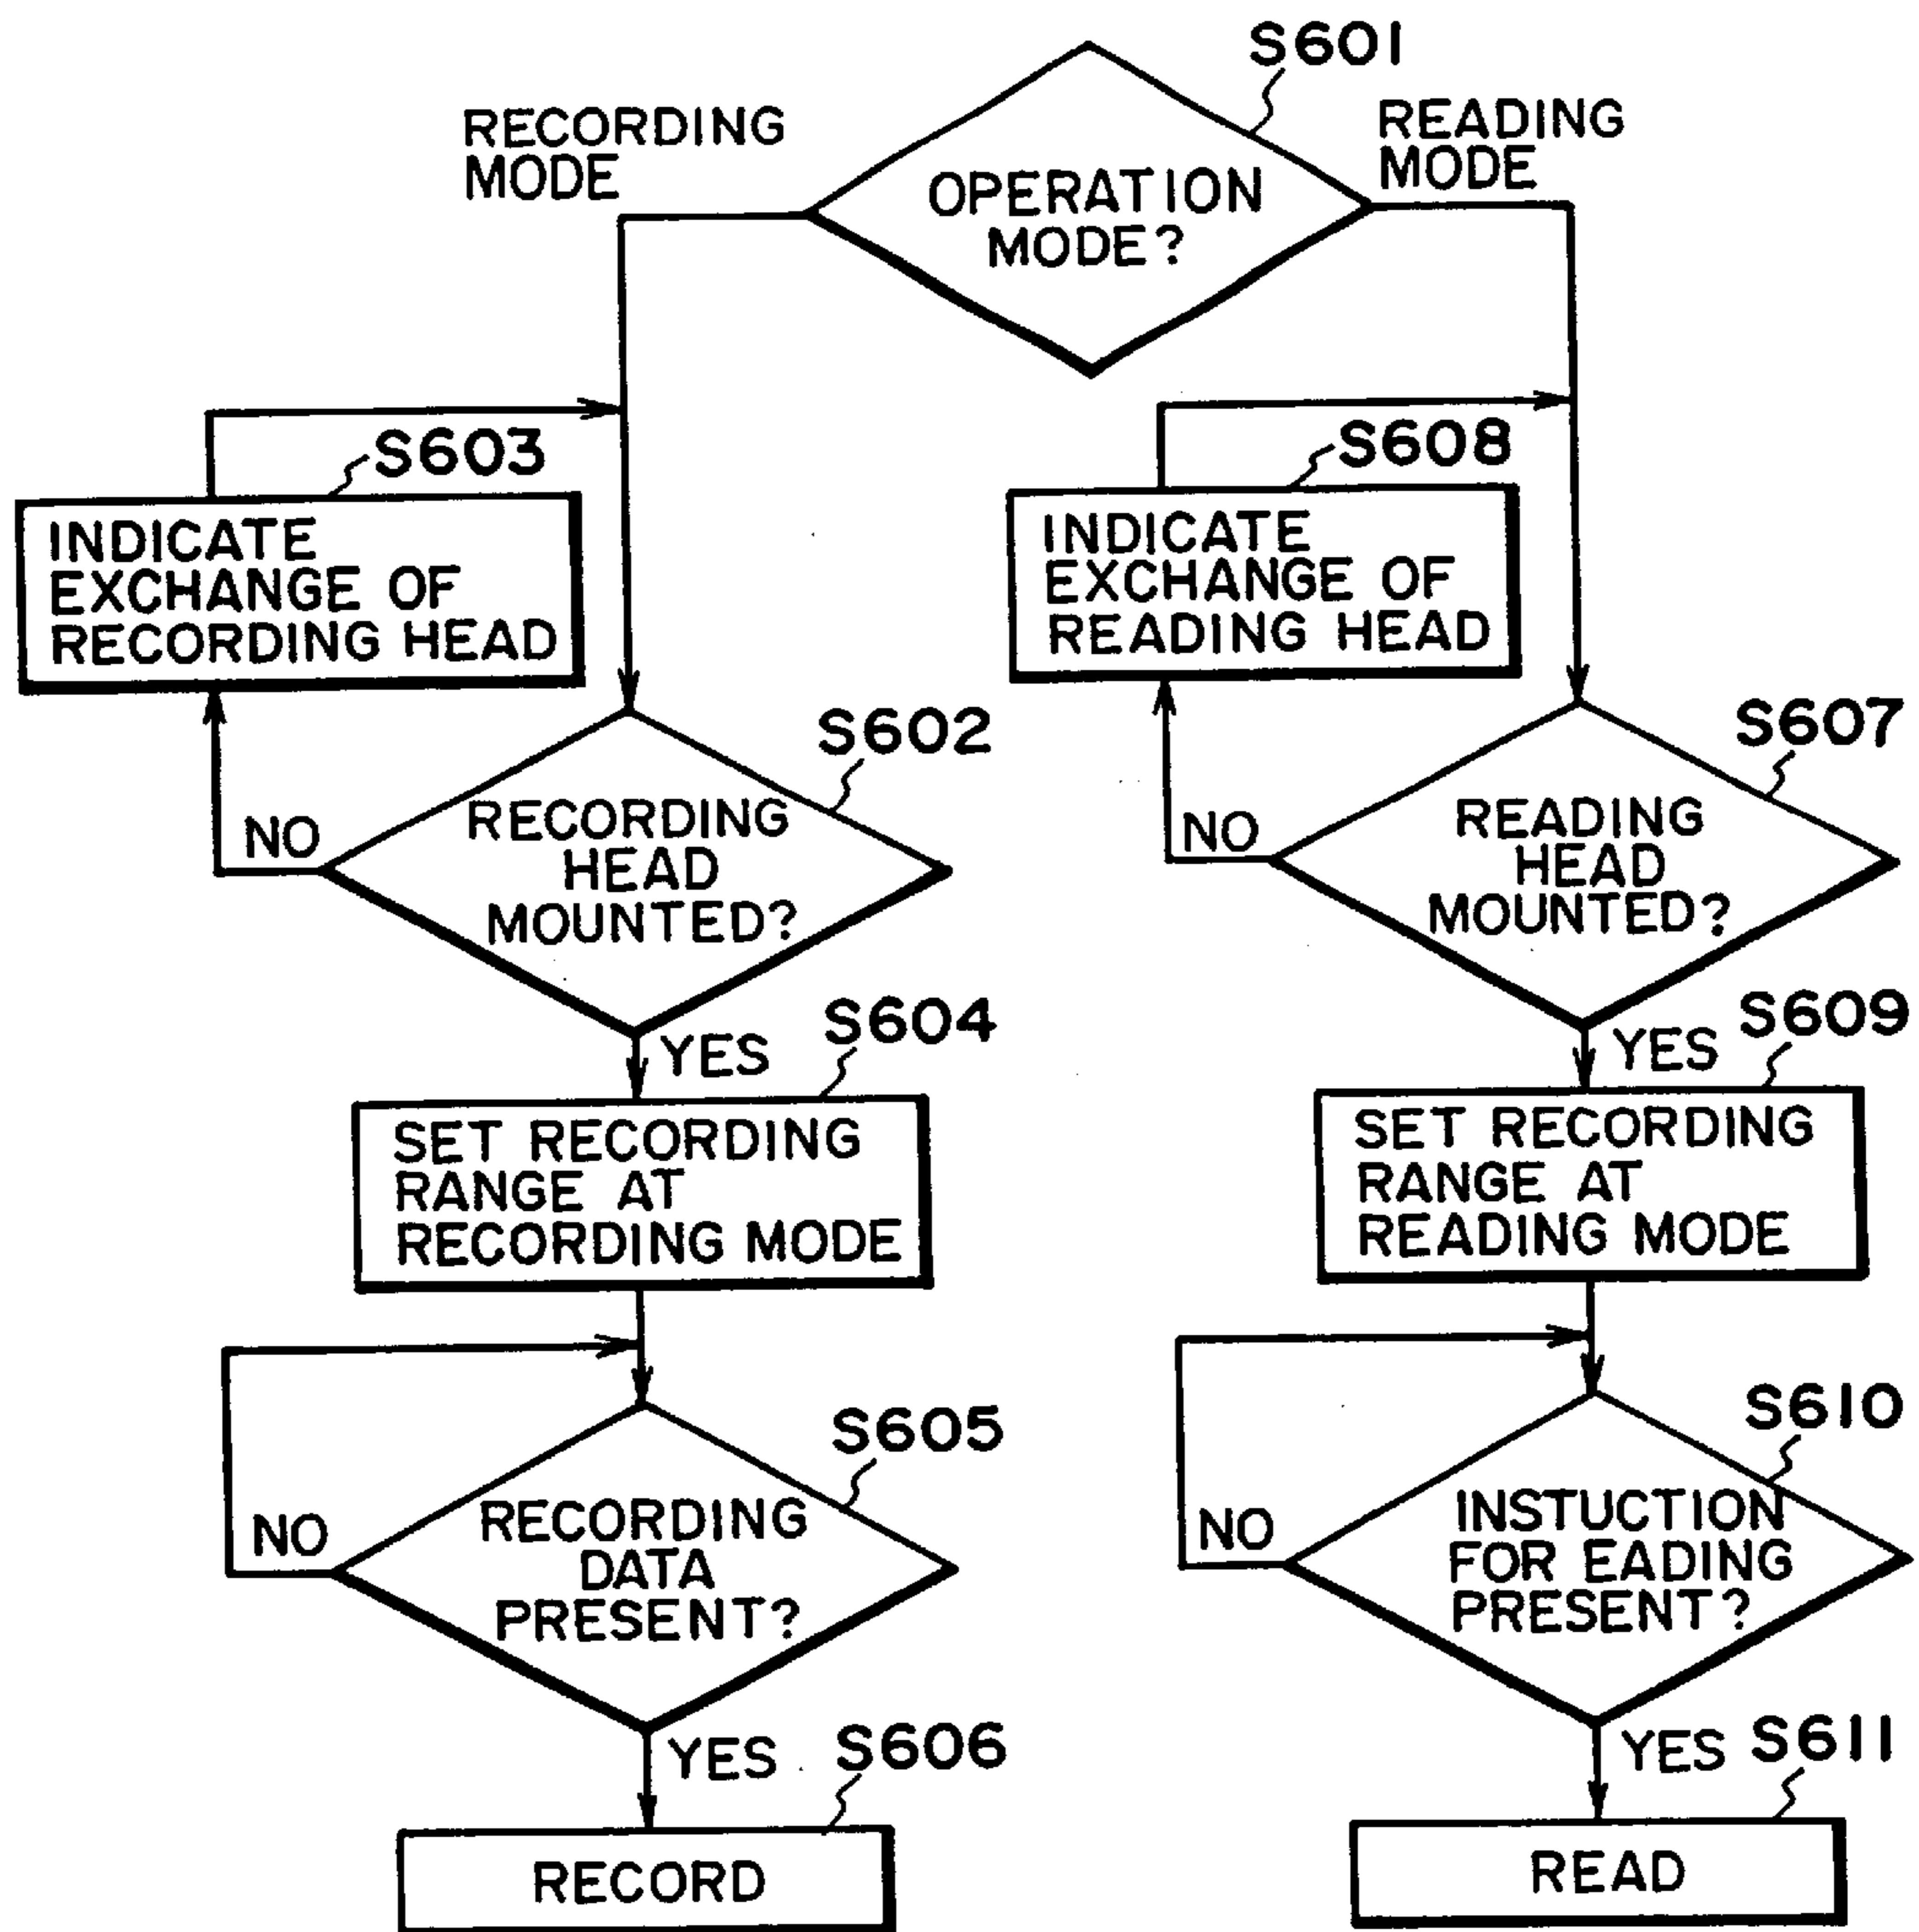 S601
RECORDING
MODE
READING
MODE
OPERATION
MODE?
S603
INDICATE
EXCHANGE OF
RECORDING HEAD
S608
INDICATE
EXCHANGE OF
READING HEAD
S602
NO
RECORDING
HEAD
MOUNTED?
S607
NO
READING
HEAD
MOUNTED?
YES
S604
SET RECORDING
RANGE AT
RECORDING MODE
YES
S609
SET RECORDING
RANGE AT
READING MODE
S605
NO
RECORDING
DATA
PRESENT?
S610
NO
INSTUCTION
FOR EADING
PRESENT?
YES
S606
RECORD
YES
S611
READ